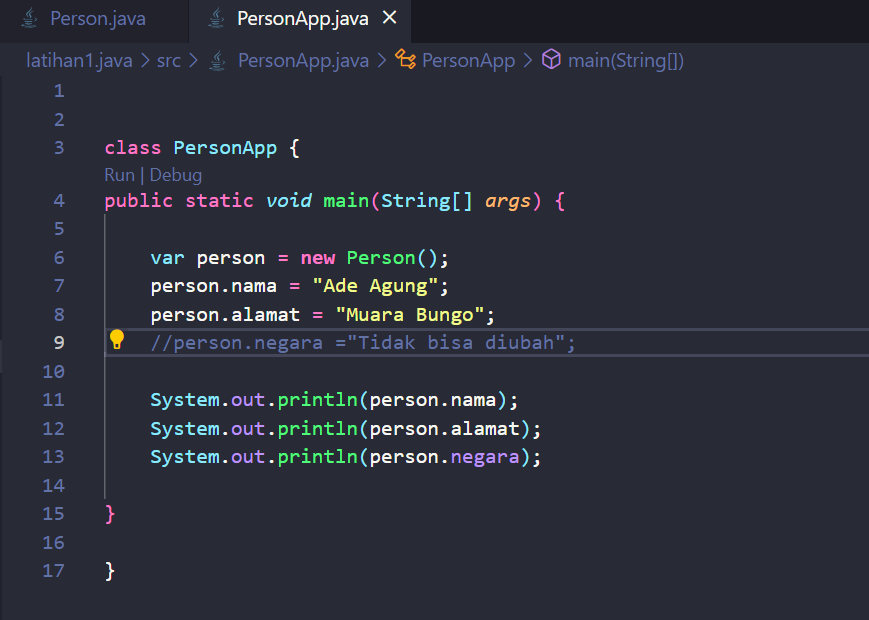 Person.java PersonApp.java ×
latihan1.java > src > PersonApp.java > PersonApp > main(String[])
1
2
3 class PersonApp {
Run | Debug
4 public static void main(String[] args) {
5
6 var person = new Person();
7 person.nama = "Ade Agung";
8 person.alamat = "Muara Bungo";
9 //person.negara ="Tidak bisa diubah";
10
11 System.out.println(person.nama);
12 System.out.println(person.alamat);
13 System.out.println(person.negara);
14
15 }
16
17 }